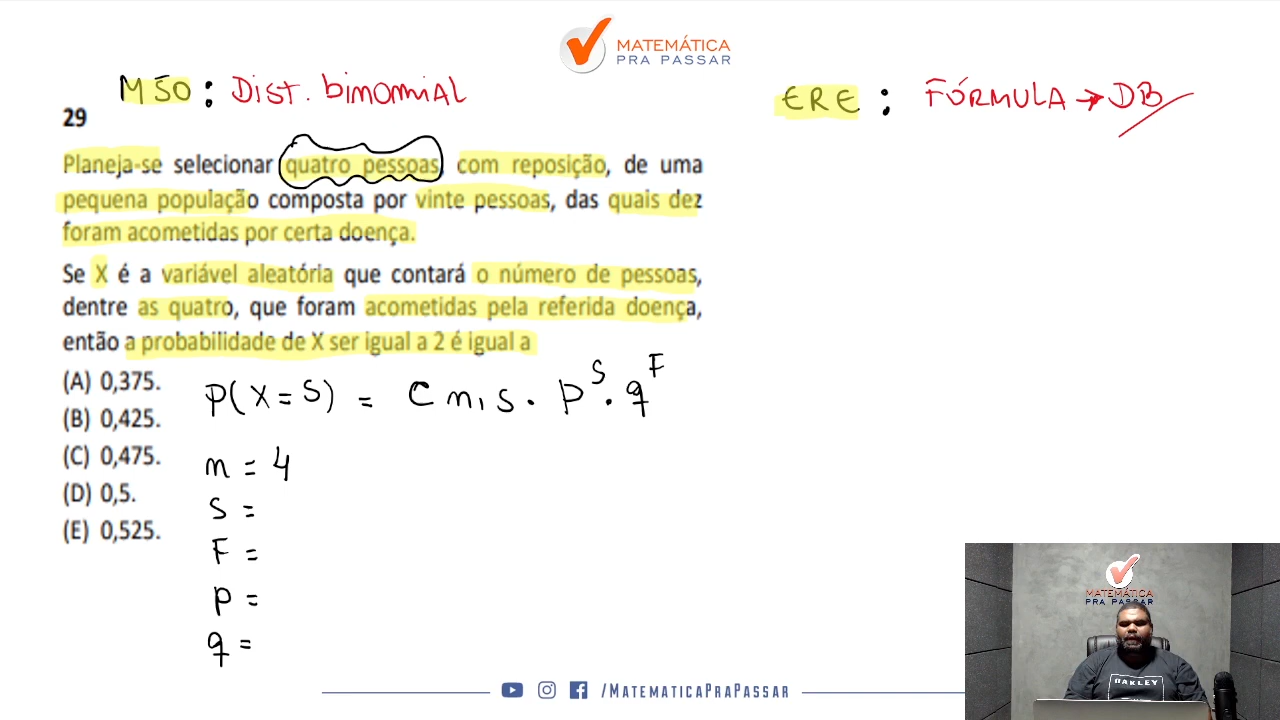 MATEMÁTICA
PRA PASSAR
MSO: DIST. bimomiAL
ERE: FÓRMULA → DB
29
Planeja-se selecionar quatro pessoas, com reposição, de uma
pequena população composta por vinte pessoas, das quais dez
foram acometidas por certa doença.
Se X é a variável aleatória que contará o número de pessoas,
dentre as quatro, que foram acometidas pela referida doença,
então a probabilidade de X ser igual a 2 é igual a
(A) 0,375.
(B) 0,425.
(C) 0,475.
(D) 0,5.
(E) 0,525.
P(X=S) = C n,s · P^S · q^F
n = 4
S =
F =
P =
q =
MATEMÁTICA
PRA PASSAR
OAKLEY
/MATEMATICAPRAPASSAR